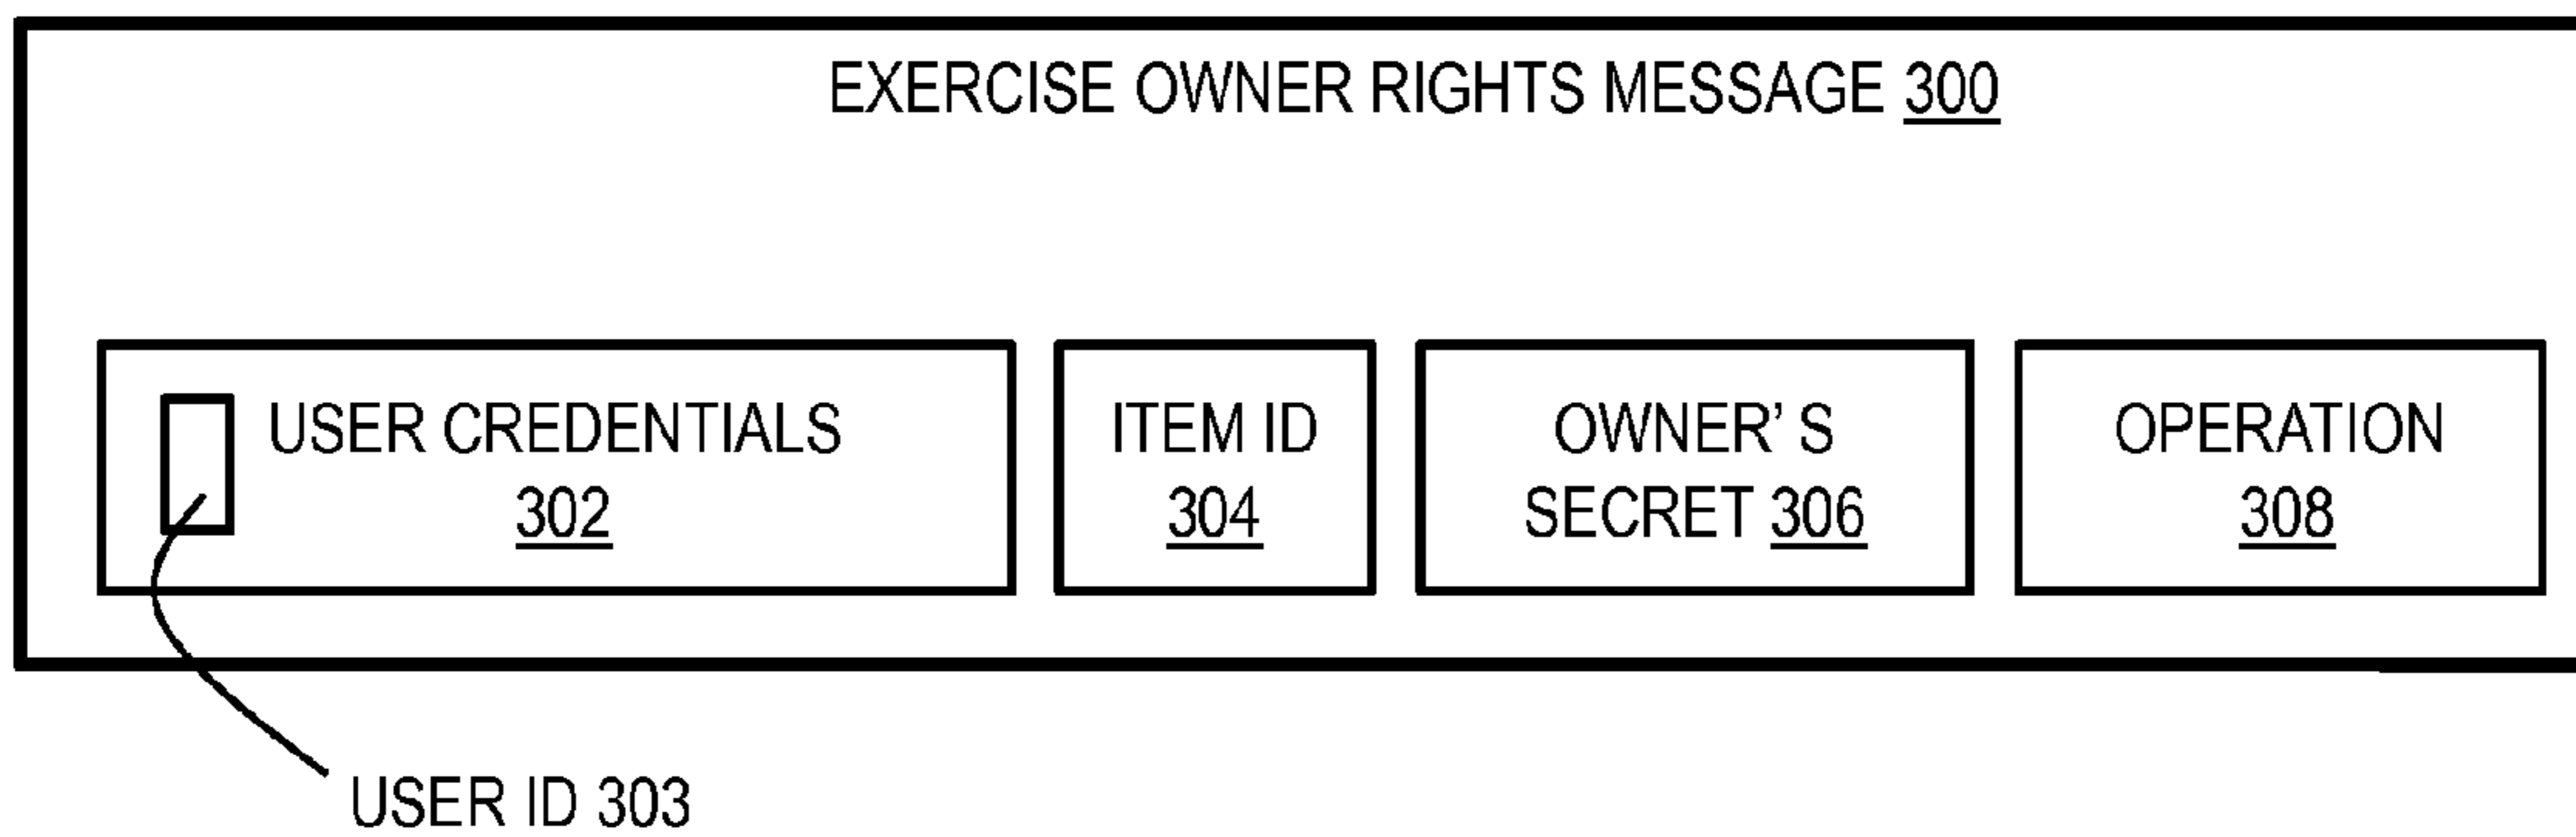 EXERCISE OWNER RIGHTS MESSAGE 300
USER CREDENTIALS
302
ITEM ID
304
OWNER'S
SECRET 306
OPERATION
308
USER ID 303